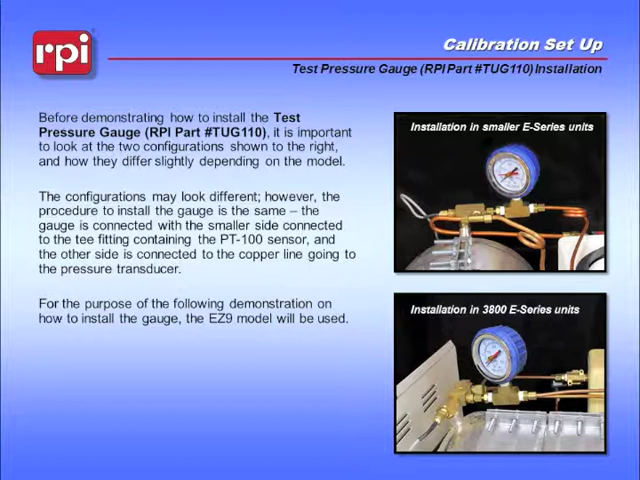 rpi
Calibration Set Up
Test Pressure Gauge (RPI Part #TUG110) Installation
Before demonstrating how to install the Test
Pressure Gauge (RPI Part #TUG110), it is important
to look at the two configurations shown to the right,
and how they differ slightly depending on the model.
The configurations may look different; however, the
procedure to install the gauge is the same – the
gauge is connected with the smaller side connected
to the tee fitting containing the PT-100 sensor, and
the other side is connected to the copper line going to
the pressure transducer.
For the purpose of the following demonstration on
how to install the gauge, the EZ9 model will be used.
Installation in smaller E-Series units
Installation in 3800 E-Series units